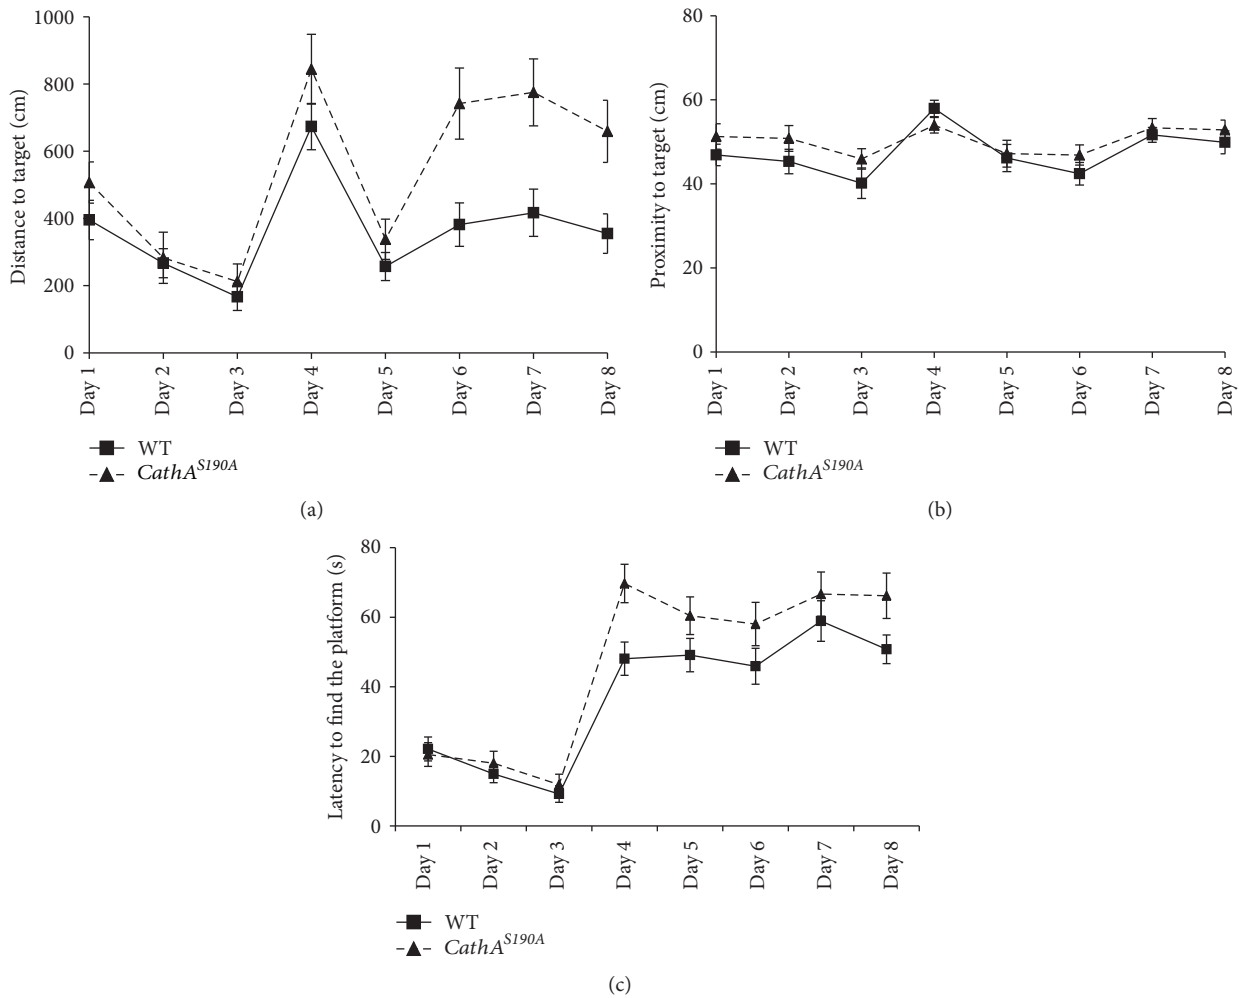 Distance to target (cm)
1000
800
600
400
200
0
Day 1
Day 2
Day 3
Day 4
Day 5
Day 6
Day 7
Day 8
WT
CathA^S190A
(a)
Proximity to target (cm)
80
60
40
20
0
Day 1
Day 2
Day 3
Day 4
Day 5
Day 6
Day 7
Day 8
WT
CathA^S190A
(b)
Latency to find the platform (s)
80
60
40
20
0
Day 1
Day 2
Day 3
Day 4
Day 5
Day 6
Day 7
Day 8
WT
CathA^S190A
(c)